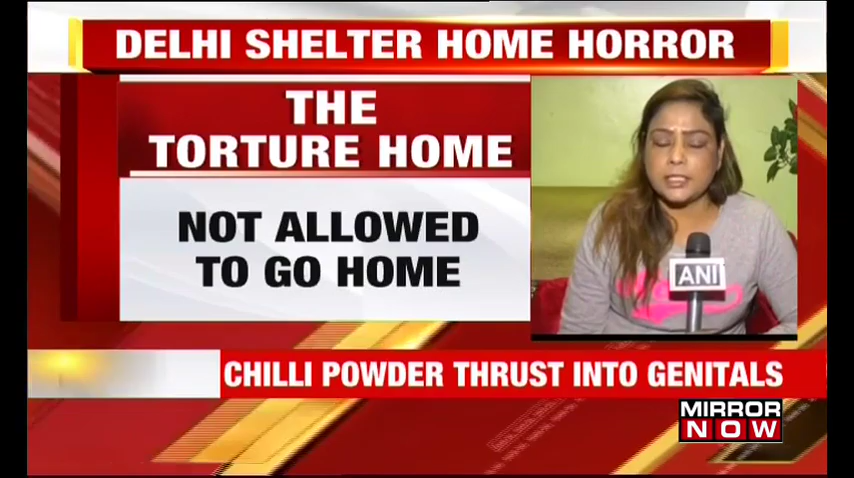 DELHI SHELTER HOME HORROR
THE
TORTURE HOME
NOT ALLOWED
TO GO HOME
ANI
CHILLI POWDER THRUST INTO GENITALS
MIRROR
NOW